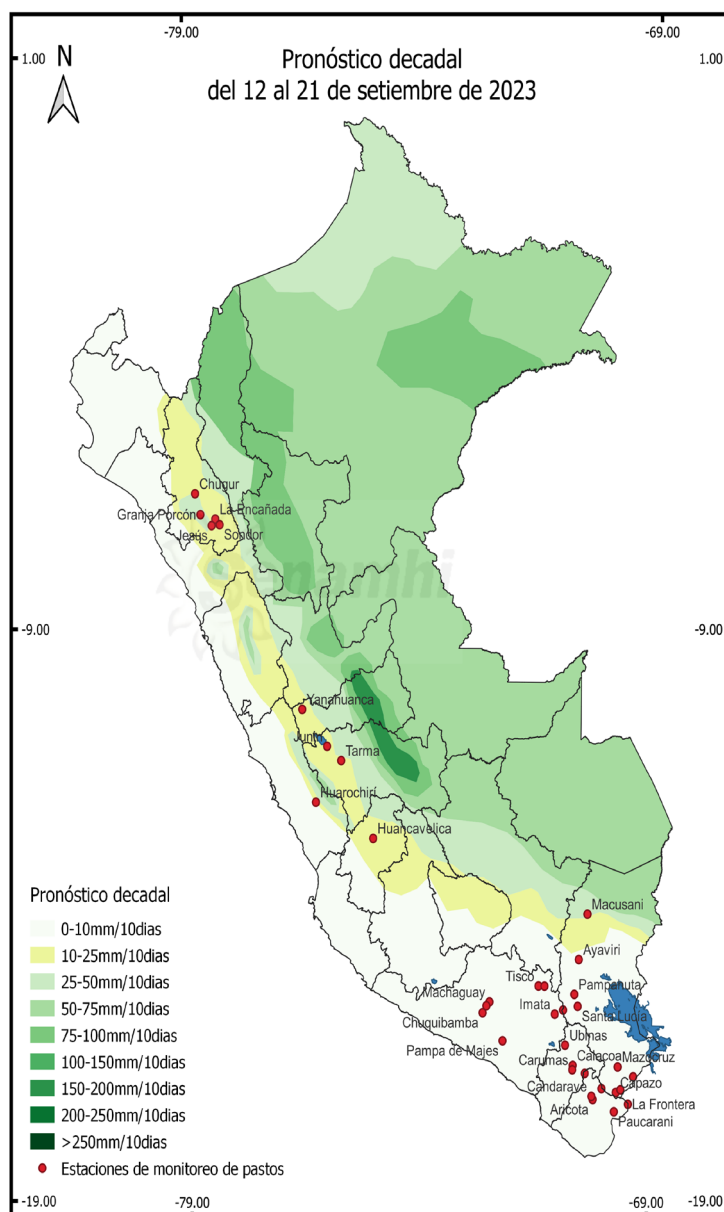 -79.00
-69.00
1.00
N
Pronóstico decadal
1.00
del 12 al 21 de setiembre de 2023
Chugur
Granja Porcón
La Encañada
Jesús
Sondor
enamhi
-9.00
-9.00
Yanahuanca
Junín
Tarma
Huarochirí
Huancavelica
Pronóstico decadal
0-10mm/10dias
10-25mm/10dias
25-50mm/10dias
50-75mm/10dias
75-100mm/10dias
100-150mm/10dias
150-200mm/10dias
200-250mm/10dias
>250mm/10dias
Estaciones de monitoreo de pastos
Macusani
Ayaviri
Tisco
Pampahuta
Machaguay
Imata
Santa Lucía
Chuquibamba
Ubinas
Pampa de Majes
Carumas
Calacoa
Mazocruz
Candarave
Capazo
Aricota
La Frontera
Paucarani
-19.00
-79.00
-69.00
-19.00